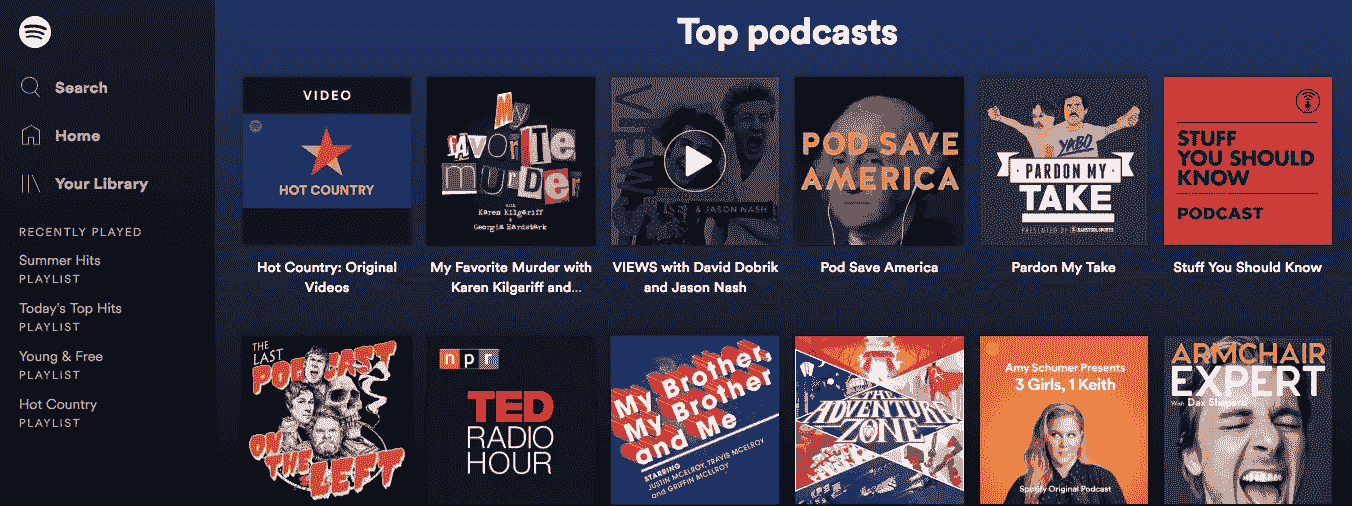 Top podcasts
Search
Home
Your Library
RECENTLY PLAYED
Summer Hits
PLAYLIST
Today's Top Hits
PLAYLIST
Young & Free
PLAYLIST
Hot Country
PLAYLIST
VIDEO
HOT COUNTRY
Hot Country: Original
Videos
My
fAVorITe
muRDer
with
Karen Kilgariff
&
Georgia Hardstark
My Favorite Murder with
Karen Kilgariff and...
VIEWS
& JASON NASH
VIEWS with David Dobrik
and Jason Nash
POD SAVE
AMERICA
Pod Save America
YABO
PARDON MY
TAKE
PRESENTED BY BARSTOOL SPORTS
Pardon My Take
STUFF
YOU SHOULD
KNOW
PODCAST
Stuff You Should Know
THE
LAST
PODCAST
ON
THE
LEFT
npr
TED
RADIO
HOUR
My Brother,
My Brother
and Me
STARRING
JUSTIN MCELROY, TRAVIS MCELROY
and GRIFFIN MCELROY
THE
ADVENTURE
ZONE
Amy Schumer Presents
3 Girls, 1 Keith
Spotify Original Podcast
ARMCHAIR
EXPERT
With Dax Shepard